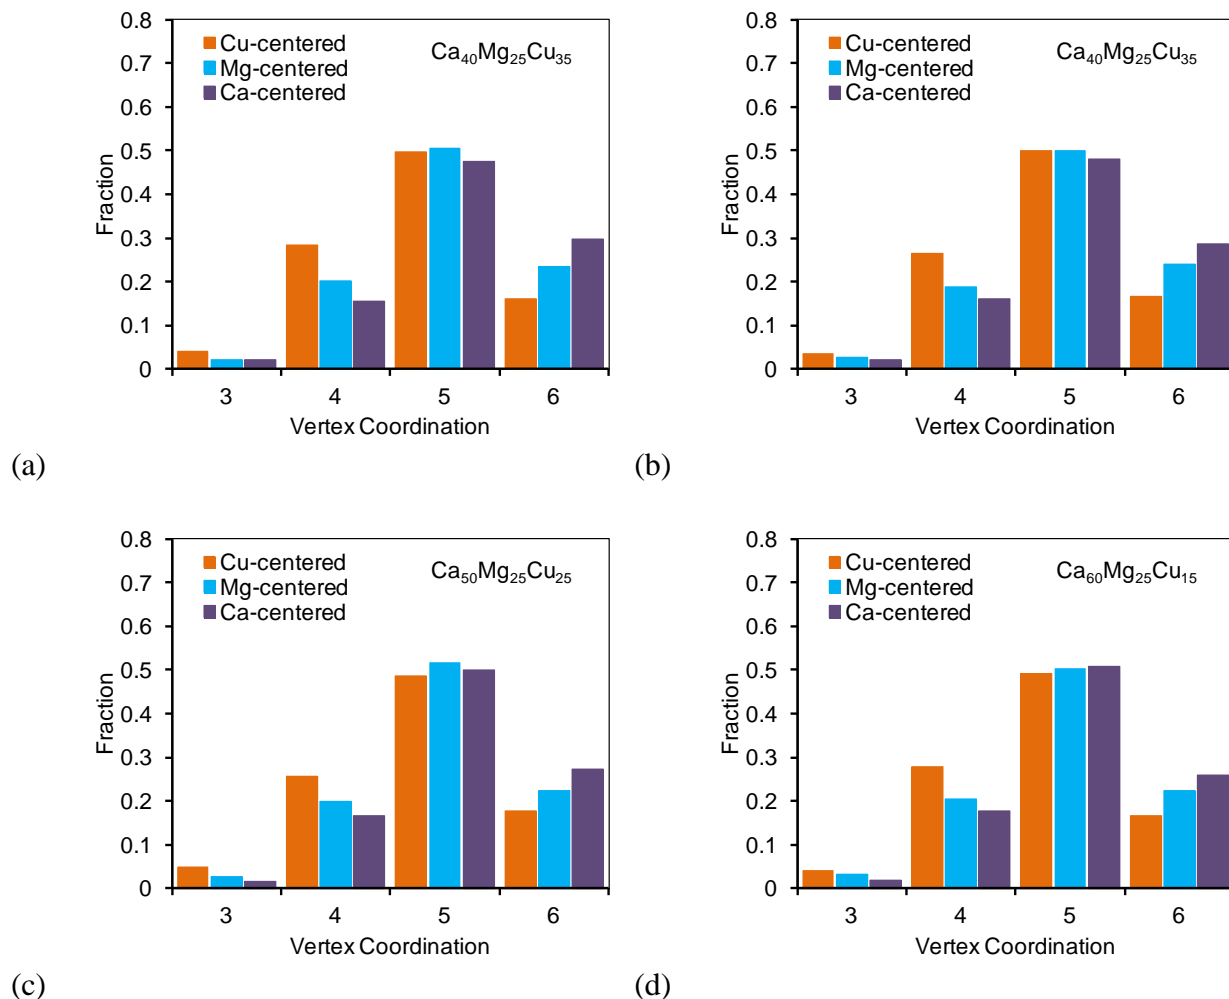 0.8
0.7
0.6
0.5
0.4
0.3
0.2
0.1
0
Fraction
Cu-centered
Mg-centered
Ca-centered
Ca₄₀Mg₂₅Cu₃₅
3 4 5 6
Vertex Coordination
(a)
0.8
0.7
0.6
0.5
0.4
0.3
0.2
0.1
0
Fraction
Cu-centered
Mg-centered
Ca-centered
Ca₄₀Mg₂₅Cu₃₅
3 4 5 6
Vertex Coordination
(b)
0.8
0.7
0.6
0.5
0.4
0.3
0.2
0.1
0
Fraction
Cu-centered
Mg-centered
Ca-centered
Ca₅₀Mg₂₅Cu₂₅
3 4 5 6
Vertex Coordination
(c)
0.8
0.7
0.6
0.5
0.4
0.3
0.2
0.1
0
Fraction
Cu-centered
Mg-centered
Ca-centered
Ca₆₀Mg₂₅Cu₁₅
3 4 5 6
Vertex Coordination
(d)